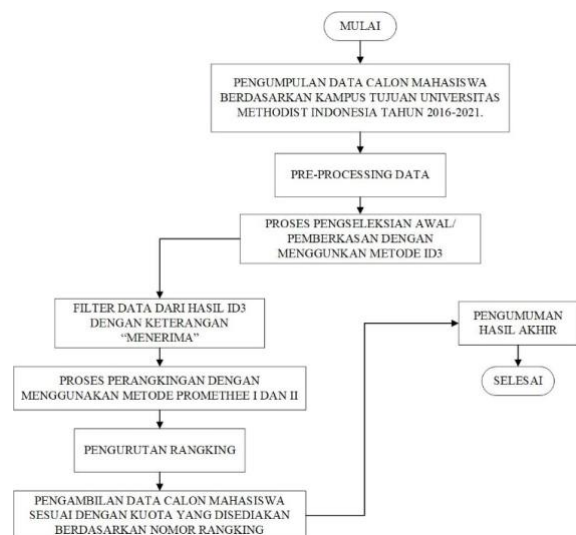 MULAI
PENGUMPULAN DATA CALON MAHASISWA
BERDASARKAN KAMPUS TUJUAN UNIVERSITAS
METHODIST INDONESIA TAHUN 2016-2021.
PRE-PROCESSING DATA
PROSES PENGSELEKSIAN AWAL/
PEMBERKASAN DENGAN
MENGGUNKAN METODE ID3
FILTER DATA DARI HASIL ID3
DENGAN KETERANGAN
“MENERIMA”
PROSES PERANGKINGAN DENGAN
MENGGUNAKAN METODE PROMETHEE I DAN II
PENGURUTAN RANGKING
PENGAMBILAN DATA CALON MAHASISWA
SESUAI DENGAN KUOTA YANG DISEDIAKAN
BERDASARKAN NOMOR RANGKING
PENGUMUMAN
HASIL AKHIR
SELESAI